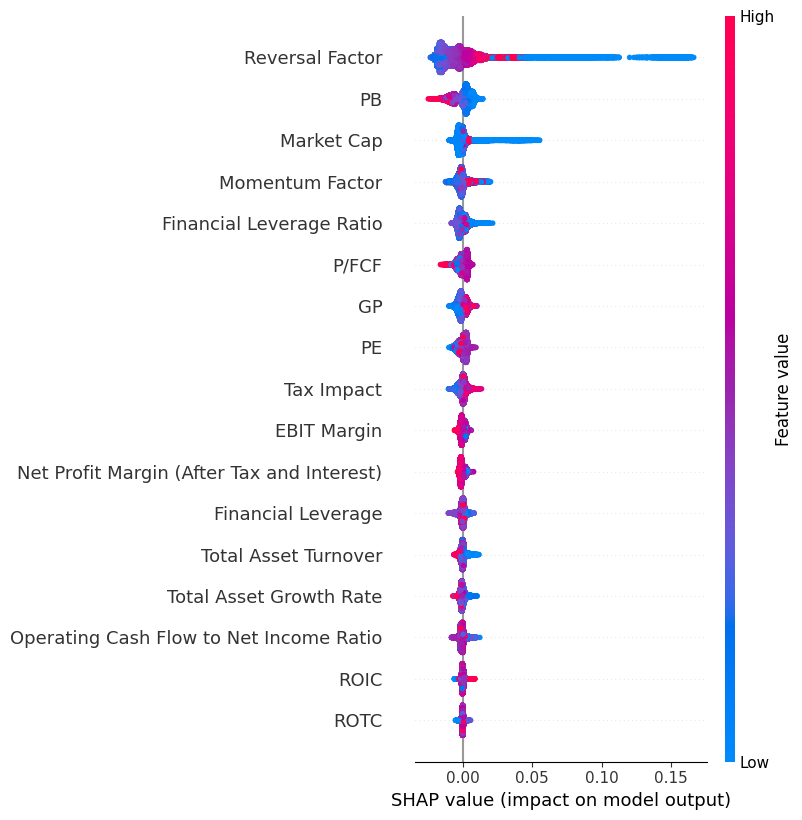 High
Reversal Factor
PB
Market Cap
Momentum Factor
Financial Leverage Ratio
P/FCF
GP
PE
Tax Impact
EBIT Margin
Net Profit Margin (After Tax and Interest)
Financial Leverage
Total Asset Turnover
Total Asset Growth Rate
Operating Cash Flow to Net Income Ratio
ROIC
ROTC
Feature value
Low
0.00 0.05 0.10 0.15
SHAP value (impact on model output)